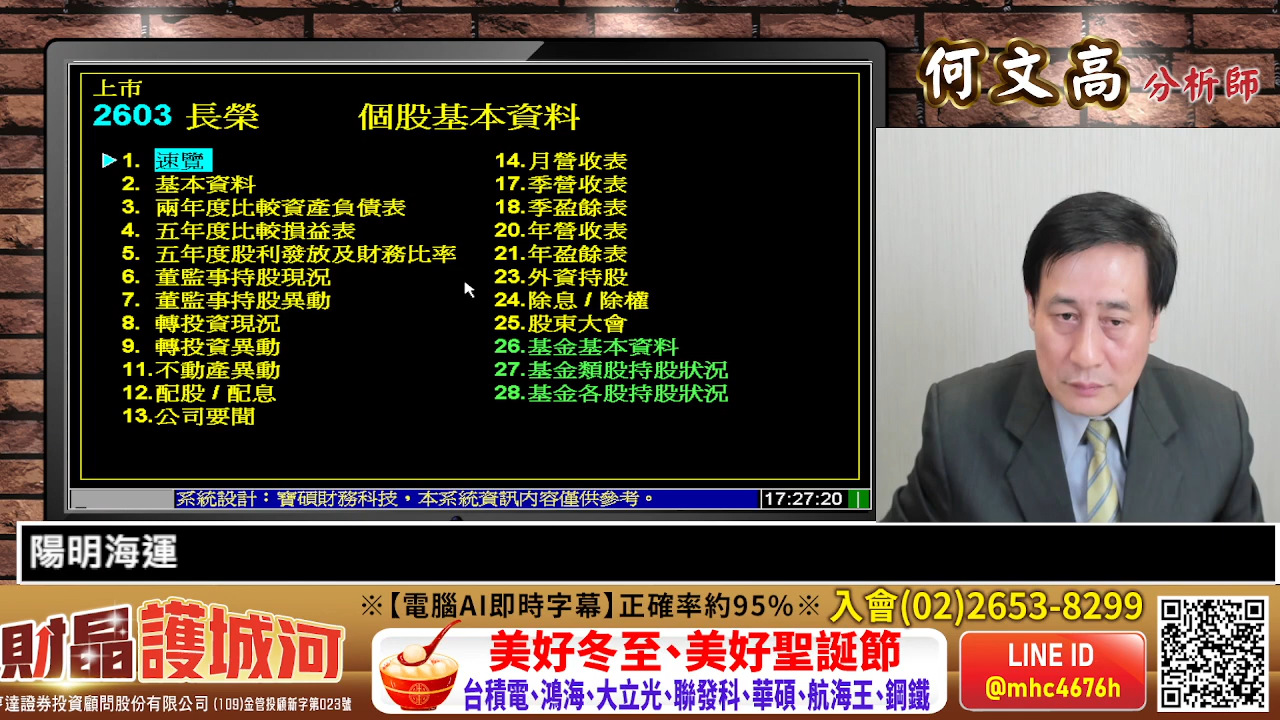 何文高 分析師
上市
2603 長榮 個股基本資料
1. 速覽
2. 基本資料
3. 兩年度比較資產負債表
4. 五年度比較損益表
5. 五年度股利發放及財務比率
6. 董監事持股現況
7. 董監事持股異動
8. 轉投資現況
9. 轉投資異動
11. 不動產異動
12. 配股 / 配息
13. 公司要聞
14. 月營收表
17. 季營收表
18. 季盈餘表
20. 年營收表
21. 年盈餘表
23. 外資持股
24. 除息 / 除權
25. 股東大會
26. 基金基本資料
27. 基金類股持股狀況
28. 基金各股持股狀況
系統設計：寶碩財務科技，本系統資訊内容僅供參考。 17:27:20
陽明海運
※【電腦AI即時字幕】正確率約95%※ 入會(02)2653-8299
財晶護城河
達證券投資顧問股份有限公司 (109)金管投顧新字第023號
美好冬至、美好聖誕節
台積電、鴻海、大立光、聯發科、華碩、航海王、鋼鐵
LINE ID
@mhc4676h